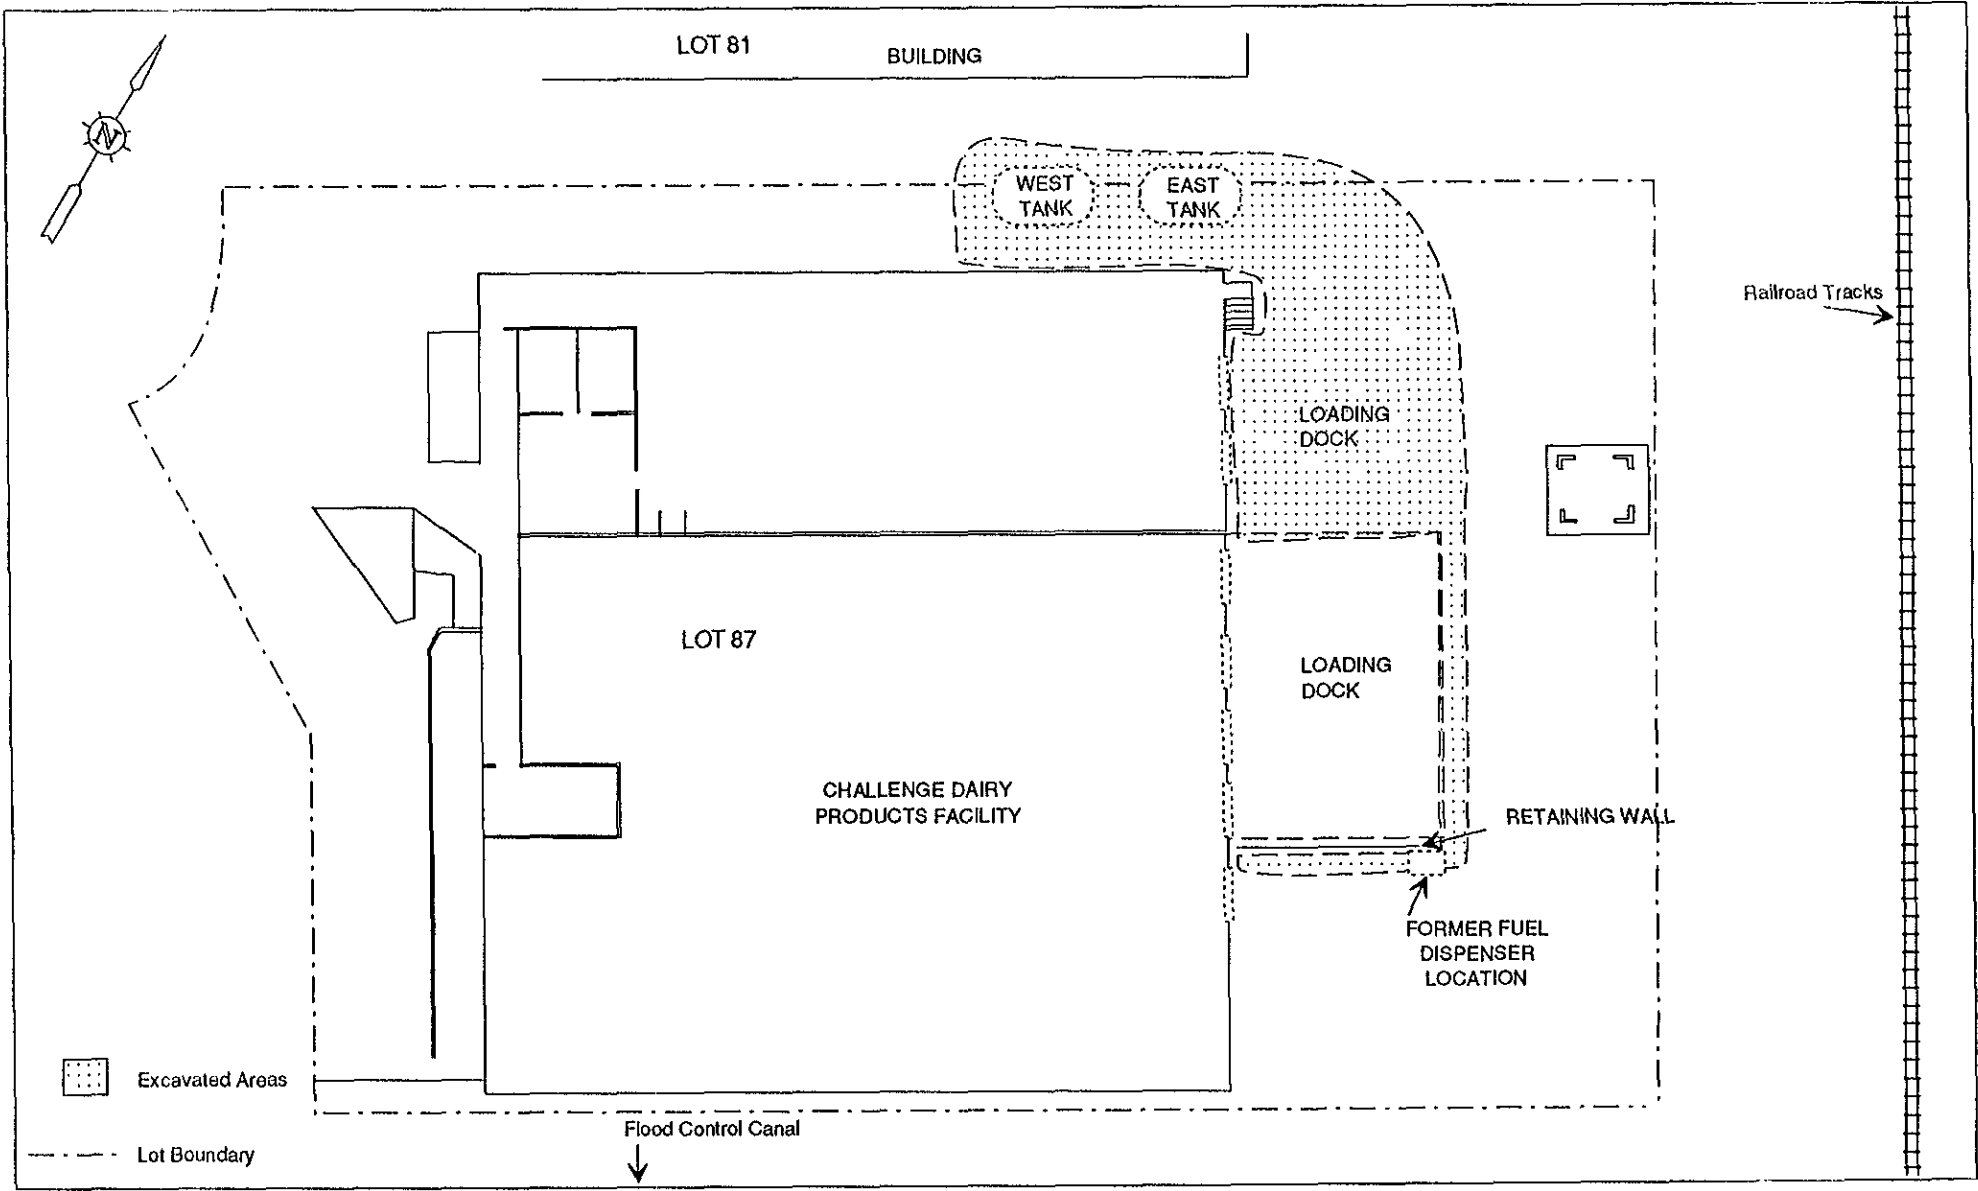 LOT 81
BUILDING
N
WEST
TANK
EAST
TANK
Railroad Tracks
LOADING
DOCK
LOT 87
LOADING
DOCK
CHALLENGE DAIRY
PRODUCTS FACILITY
RETAINING WALL
FORMER FUEL
DISPENSER
LOCATION
Excavated Areas
Flood Control Canal
Lot Boundary